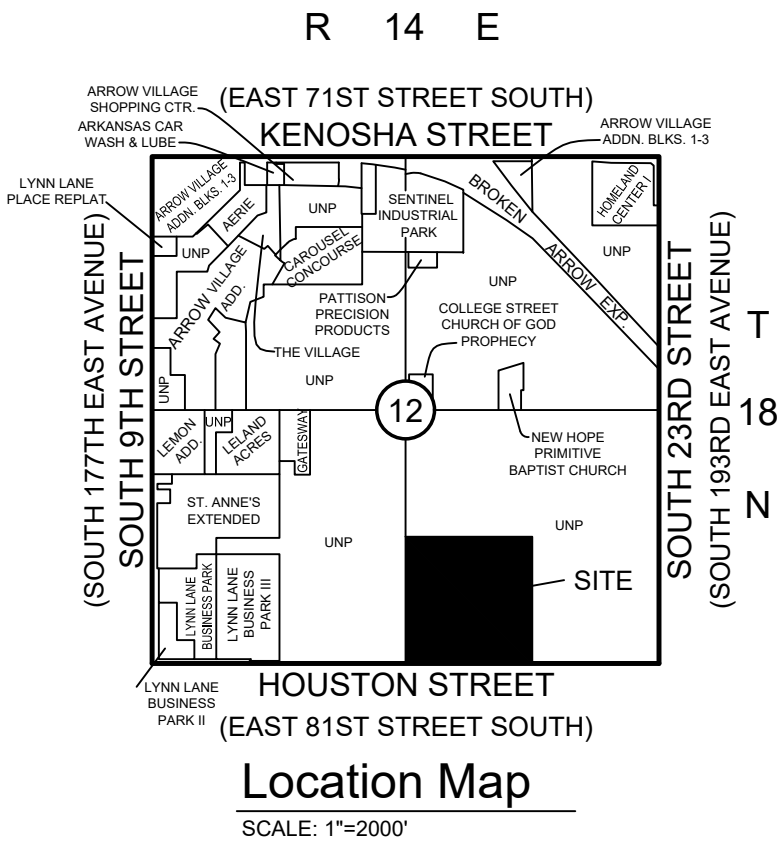 R 14 E
(EAST 71ST STREET SOUTH)
KENOSHA STREET
ARROW VILLAGE
SHOPPING CTR.
ARKANSAS CAR
WASH & LUBE
ARROW VILLAGE
ADDN. BLKS. 1-3
LYNN LANE
PLACE REPLAT
ARROW VILLAGE
ADDN. BLKS. 1-3
AERIE
UNP
UNP
SENTINEL
INDUSTRIAL
PARK
BROKEN
ARROW EXP.
HOMELAND
CENTER I
UNP
CAROUSEL
CONCOURSE
ARROW VILLAGE
ADD.
PATTISON
PRECISION
PRODUCTS
UNP
COLLEGE STREET
CHURCH OF GOD
PROPHECY
THE VILLAGE
UNP
UNP
(SOUTH 177TH EAST AVENUE)
SOUTH 9TH STREET
SOUTH 23RD STREET
(SOUTH 193RD EAST AVENUE)
T
18
N
12
LEMON
ADD.
UNP
LELAND
ACRES
GATESWAY
NEW HOPE
PRIMITIVE
BAPTIST CHURCH
ST. ANNE'S
EXTENDED
UNP
UNP
SITE
LYNN LANE
BUSINESS PARK
LYNN LANE
BUSINESS
PARK III
LYNN LANE
BUSINESS
PARK II
HOUSTON STREET
(EAST 81ST STREET SOUTH)
Location Map
SCALE: 1"=2000'